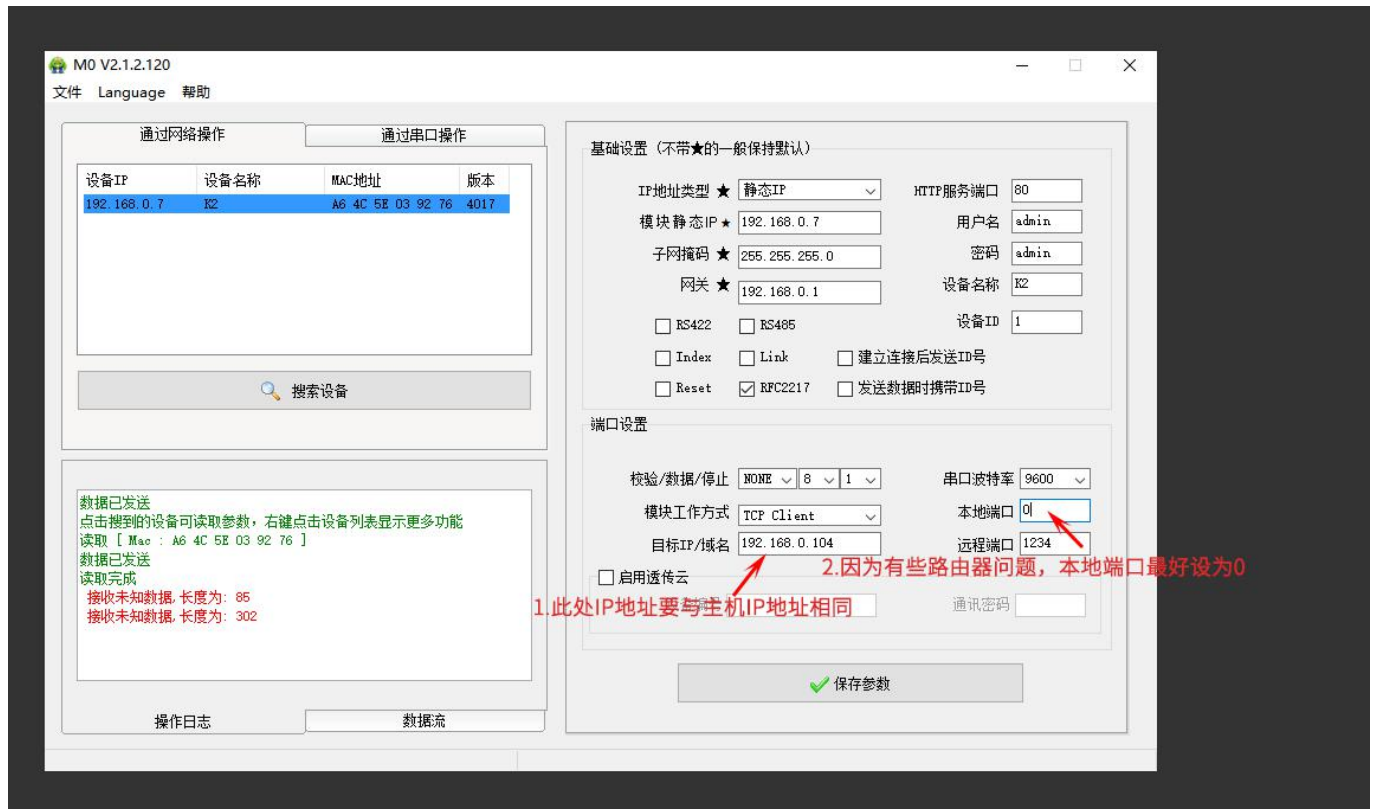 M0 V2.1.2.120
文件 Language 帮助
通过网络操作 通过串口操作
设备IP 设备名称 MAC地址 版本
192.168.0.7 K2 A6 4C 5E 03 92 76 4017
搜索设备
数据已发送
点击搜到的设备可读取参数，右键点击设备列表显示更多功能
读取 [ Mac : A6 4C 5E 03 92 76 ]
数据已发送
读取完成
接收未知数据,长度为: 85
接收未知数据,长度为: 302
操作日志 数据流
基础设置（不带★的一般保持默认）
IP地址类型 ★ 静态IP HTTP服务端口 80
模块静态IP ★ 192.168.0.7 用户名 admin
子网掩码 ★ 255.255.255.0 密码 admin
网关 ★ 192.168.0.1 设备名称 K2
RS422 RS485 设备ID 1
Index Link 建立连接后发送ID号
Reset RFC2217 发送数据时携带ID号
端口设置
校验/数据/停止 NONE 8 1 串口波特率 9600
模块工作方式 TCP Client 本地端口 0
目标IP/域名 192.168.0.104 远程端口 1234
2.因为有些路由器问题，本地端口最好设为0
启用透传云
1.此处IP地址要与主机IP地址相同
通讯密码
保存参数